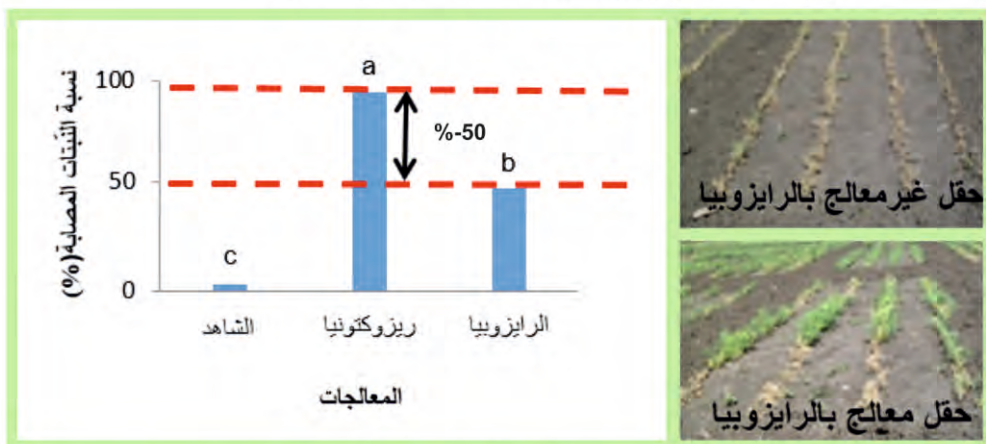 نسبة النبتات المصابة(%)
100
50
0
a
%-50
b
c
الشاهد
ريزوكتونيا
الرايزوبيا
المعالجات
حقل غيرمعالج بالرايزوبيا
حقل معالج بالرايزوبيا